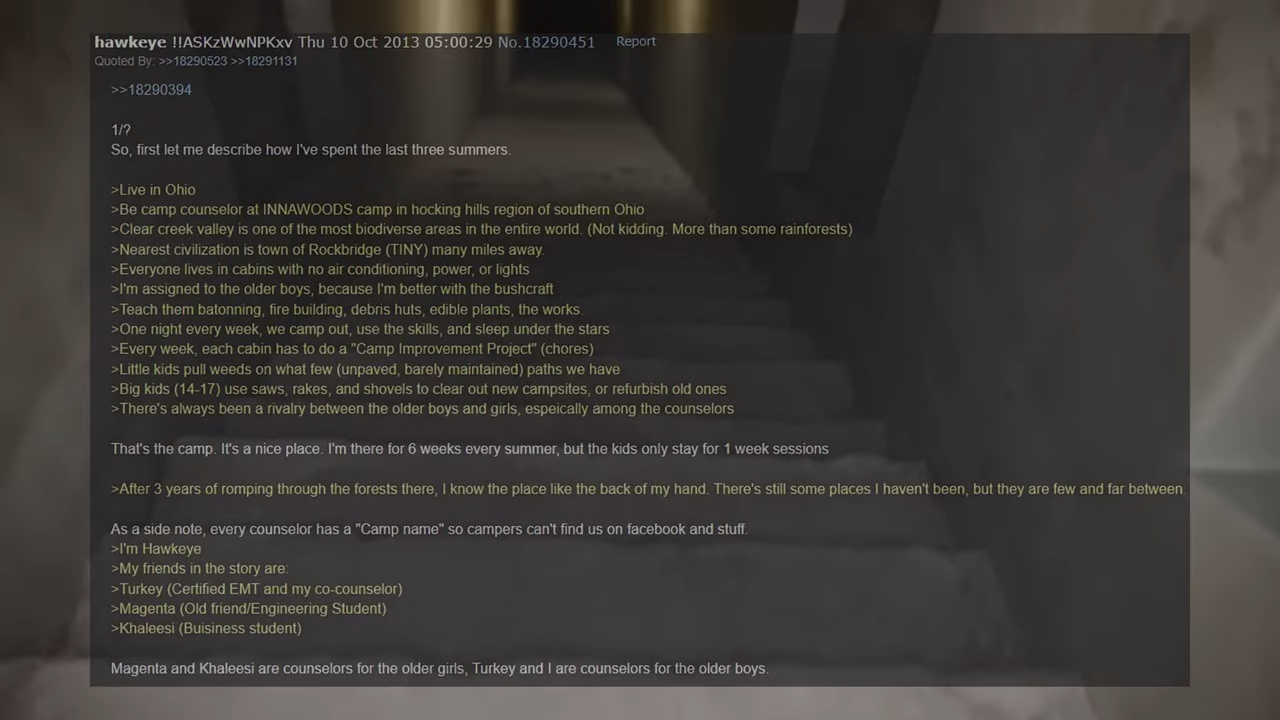 hawkeye !!ASKzWwNPKxv Thu 10 Oct 2013 05:00:29 No.18290451 Report
Quoted By: >>18290523 >>18291131
>>18290394
1/?
So, first let me describe how I've spent the last three summers.
>Live in Ohio
>Be camp counselor at INNAWOODS camp in hocking hills region of southern Ohio
>Clear creek valley is one of the most biodiverse areas in the entire world. (Not kidding. More than some rainforests)
>Nearest civilization is town of Rockbridge (TINY) many miles away.
>Everyone lives in cabins with no air conditioning, power, or lights
>I'm assigned to the older boys, because I'm better with the bushcraft
>Teach them batonning, fire building, debris huts, edible plants, the works.
>One night every week, we camp out, use the skills, and sleep under the stars
>Every week, each cabin has to do a "Camp Improvement Project" (chores)
>Little kids pull weeds on what few (unpaved, barely maintained) paths we have
>Big kids (14-17) use saws, rakes, and shovels to clear out new campsites, or refurbish old ones
>There's always been a rivalry between the older boys and girls, espeically among the counselors
That's the camp. It's a nice place. I'm there for 6 weeks every summer, but the kids only stay for 1 week sessions
>After 3 years of romping through the forests there, I know the place like the back of my hand. There's still some places I haven't been, but they are few and far between.
As a side note, every counselor has a "Camp name" so campers can't find us on facebook and stuff.
>I'm Hawkeye
>My friends in the story are:
>Turkey (Certified EMT and my co-counselor)
>Magenta (Old friend/Engineering Student)
>Khaleesi (Buisiness student)
Magenta and Khaleesi are counselors for the older girls, Turkey and I are counselors for the older boys.